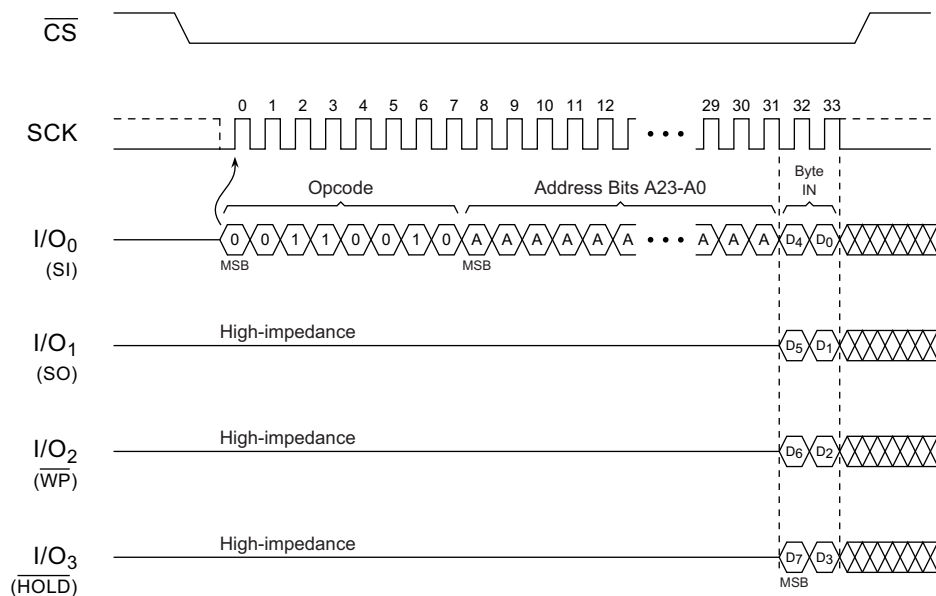 CS
0 1 2 3 4 5 6 7 8 9 10 11 12 29 30 31 32 33
SCK
Opcode Address Bits A23-A0 Byte
IN
I/O0 0 0 1 1 0 0 1 0 A A A A A A A A A D4 D0
(SI) MSB MSB
High-impedance
I/O1 D5 D1
(SO)
High-impedance
I/O2 D6 D2
(WP)
High-impedance
I/O3 D7 D3
(HOLD) MSB